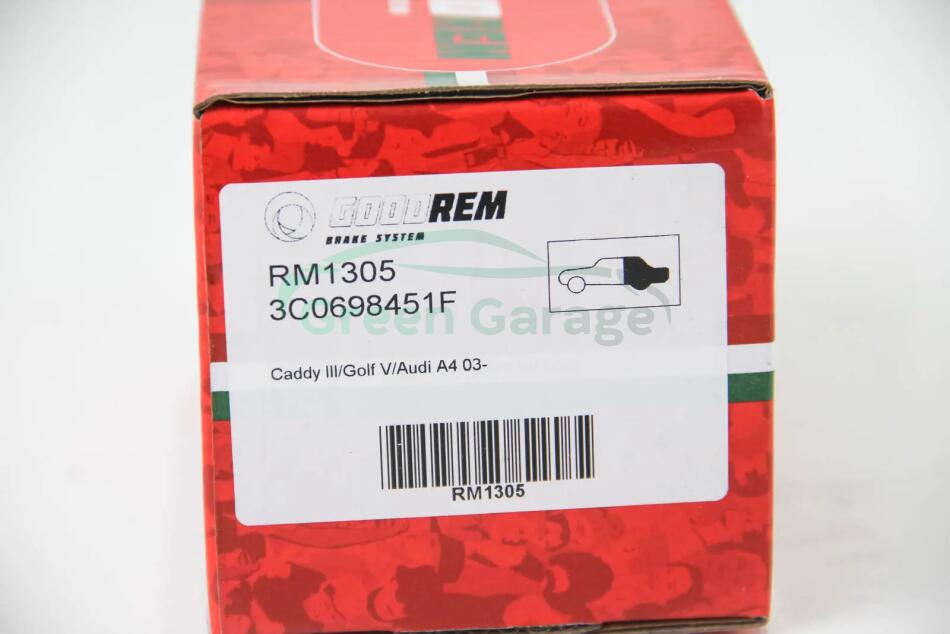 GOODREM
BRAKE SYSTEM
RM1305
3C0698451F
Green Garage
Caddy III/Golf V/Audi A4 03-
RM1305